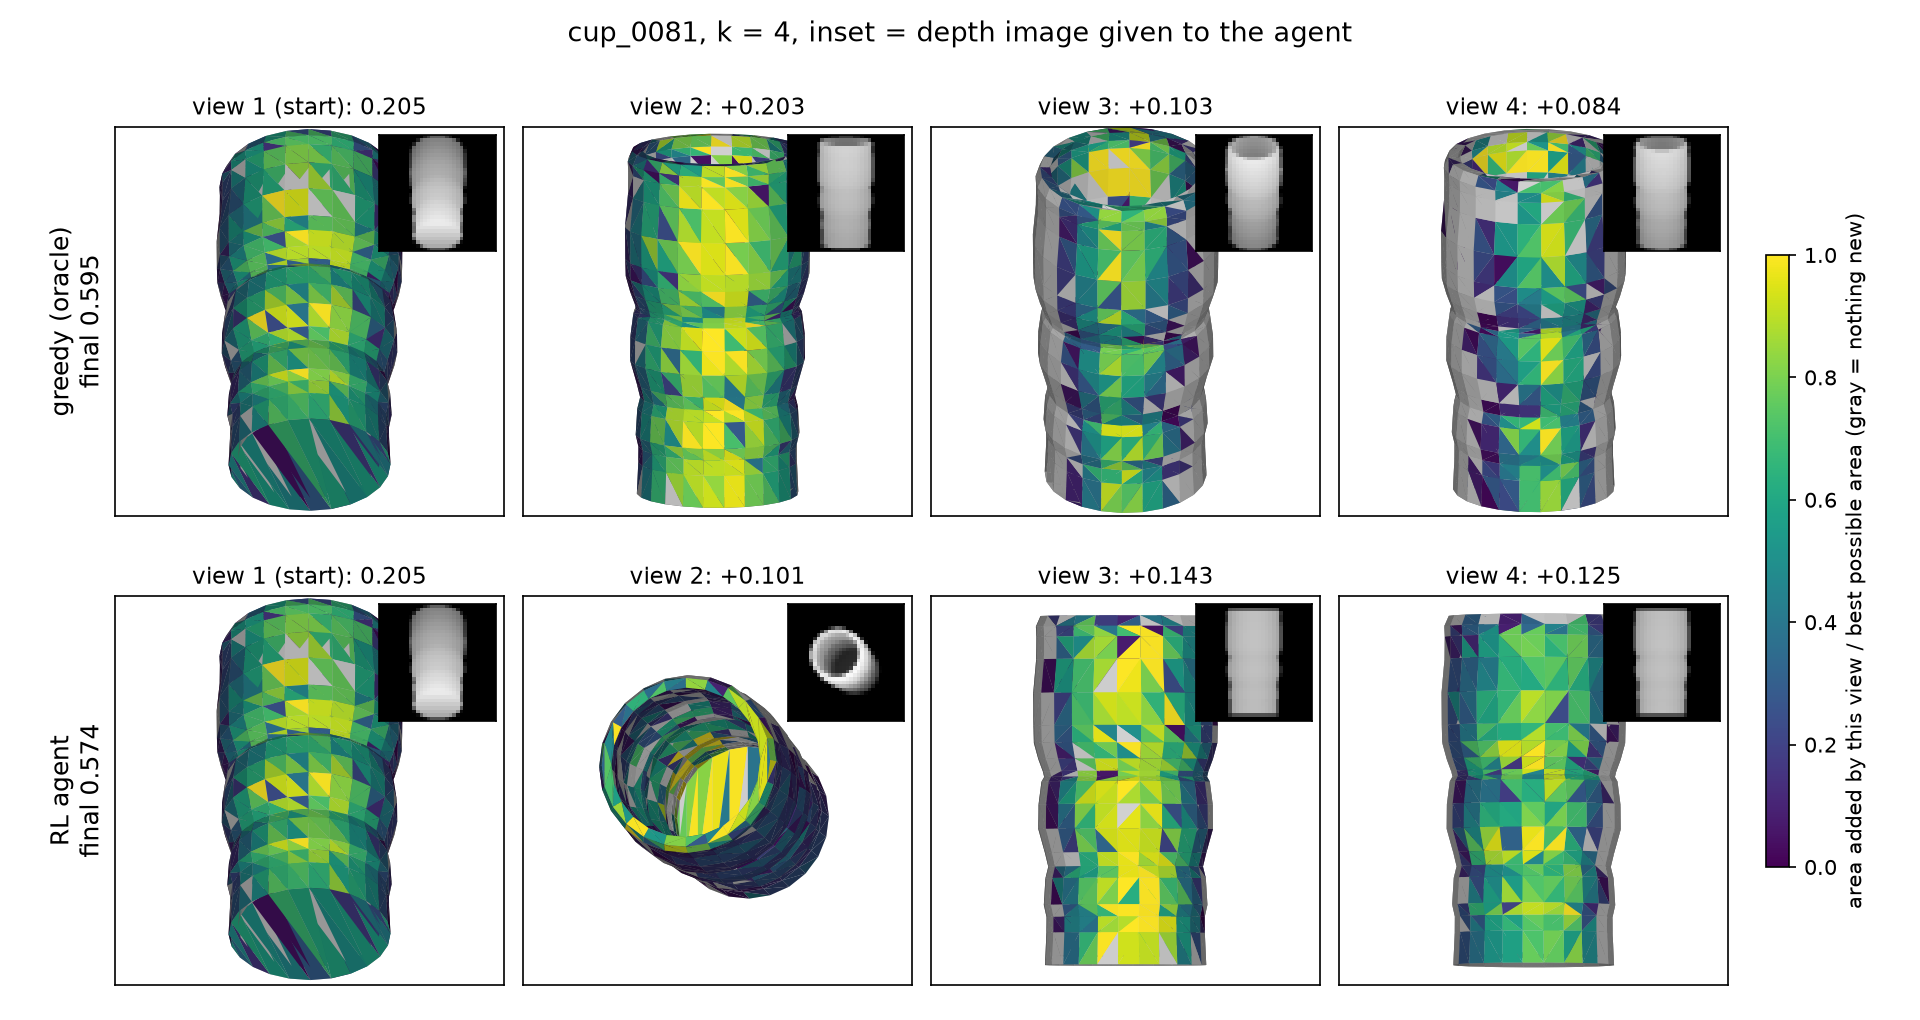 cup_0081, k = 4, inset = depth image given to the agent
greedy (oracle)
final 0.595
view 1 (start): 0.205
view 2: +0.203
view 3: +0.103
view 4: +0.084
RL agent
final 0.574
view 1 (start): 0.205
view 2: +0.101
view 3: +0.143
view 4: +0.125
1.0
0.8
0.6
0.4
0.2
0.0
area added by this view / best possible area (gray = nothing new)